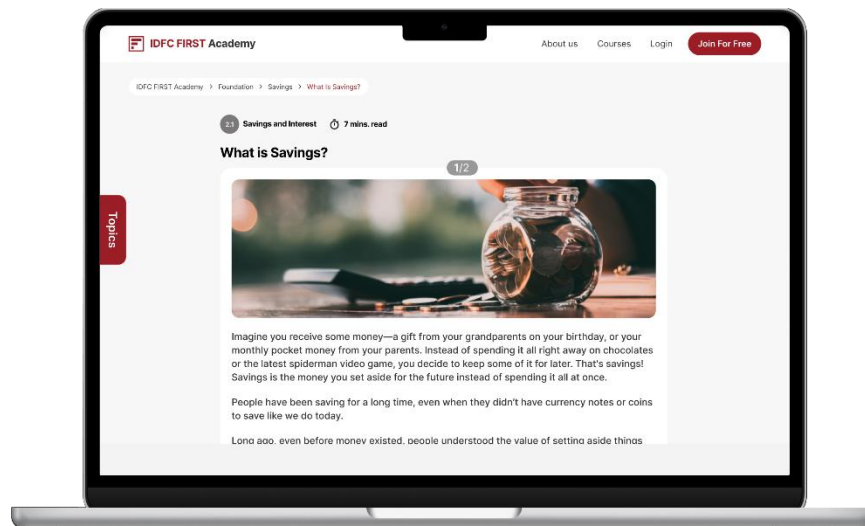 IDFC FIRST Academy
About us Courses Login Join For Free
IDFC FIRST Academy > Foundation > Savings > What is Savings?
2.1 Savings and Interest 7 mins. read
What is Savings?
1/2
Topics
Imagine you receive some money—a gift from your grandparents on your birthday, or your
monthly pocket money from your parents. Instead of spending it all right away on chocolates
or the latest spiderman video game, you decide to keep some of it for later. That's savings!
Savings is the money you set aside for the future instead of spending it all at once.
People have been saving for a long time, even when they didn't have currency notes or coins
to save like we do today.
Long ago, even before money existed, people understood the value of setting aside things